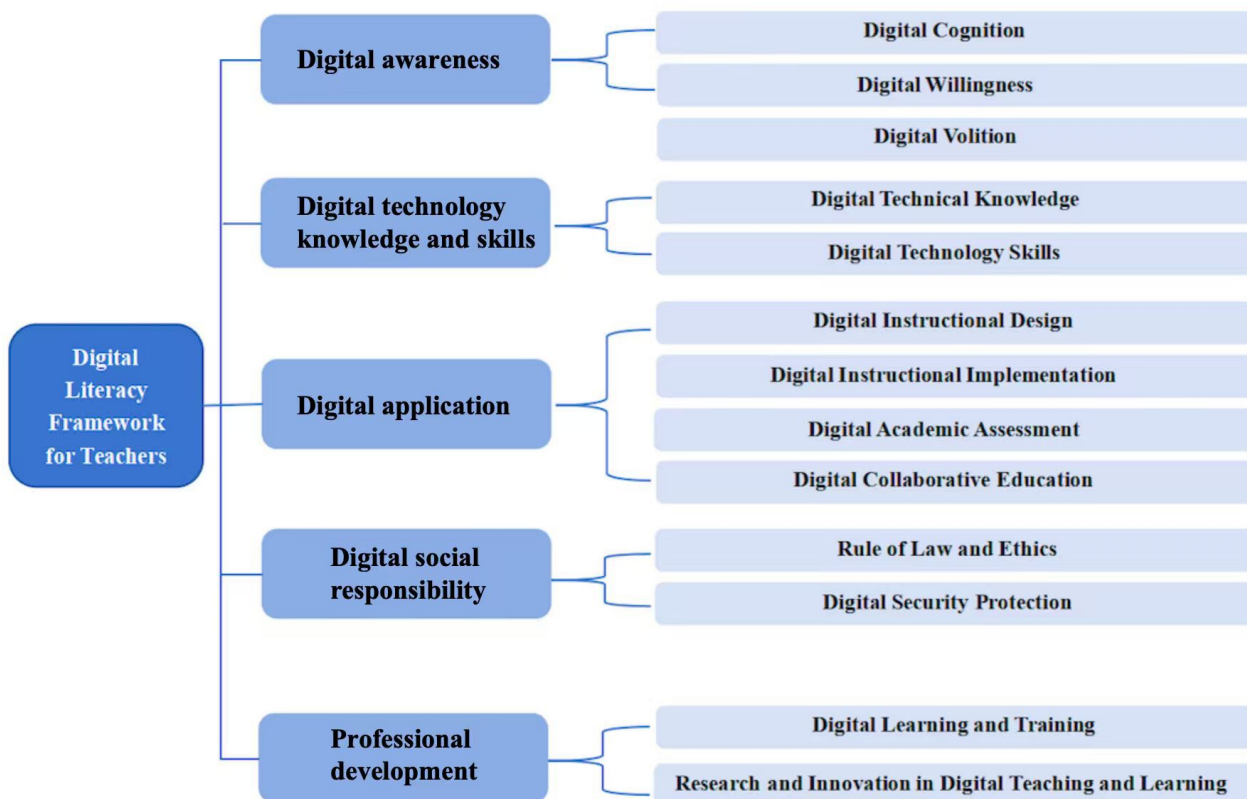 Digital
Literacy
Framework
for Teachers
Digital awareness
Digital Cognition
Digital Willingness
Digital Volition
Digital technology
knowledge and skills
Digital Technical Knowledge
Digital Technology Skills
Digital application
Digital Instructional Design
Digital Instructional Implementation
Digital Academic Assessment
Digital Collaborative Education
Digital social
responsibility
Rule of Law and Ethics
Digital Security Protection
Professional
development
Digital Learning and Training
Research and Innovation in Digital Teaching and Learning